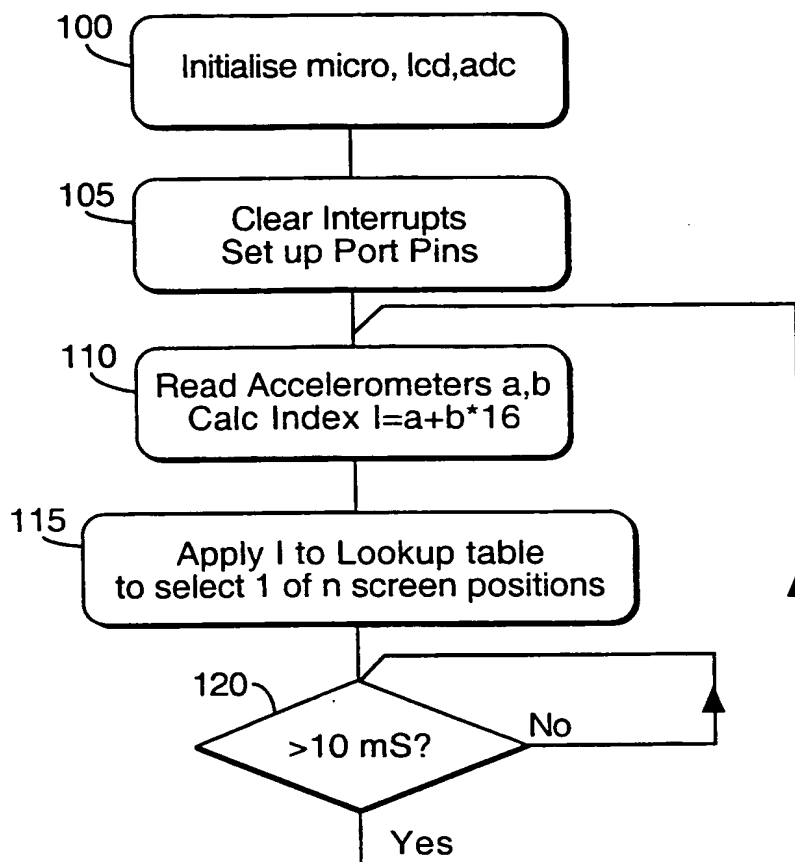 100
Initialise micro, lcd,adc
105
Clear Interrupts
Set up Port Pins
110
Read Accelerometers a,b
Calc Index I=a+b*16
115
Apply I to Lookup table
to select 1 of n screen positions
120
>10 mS?
No
Yes